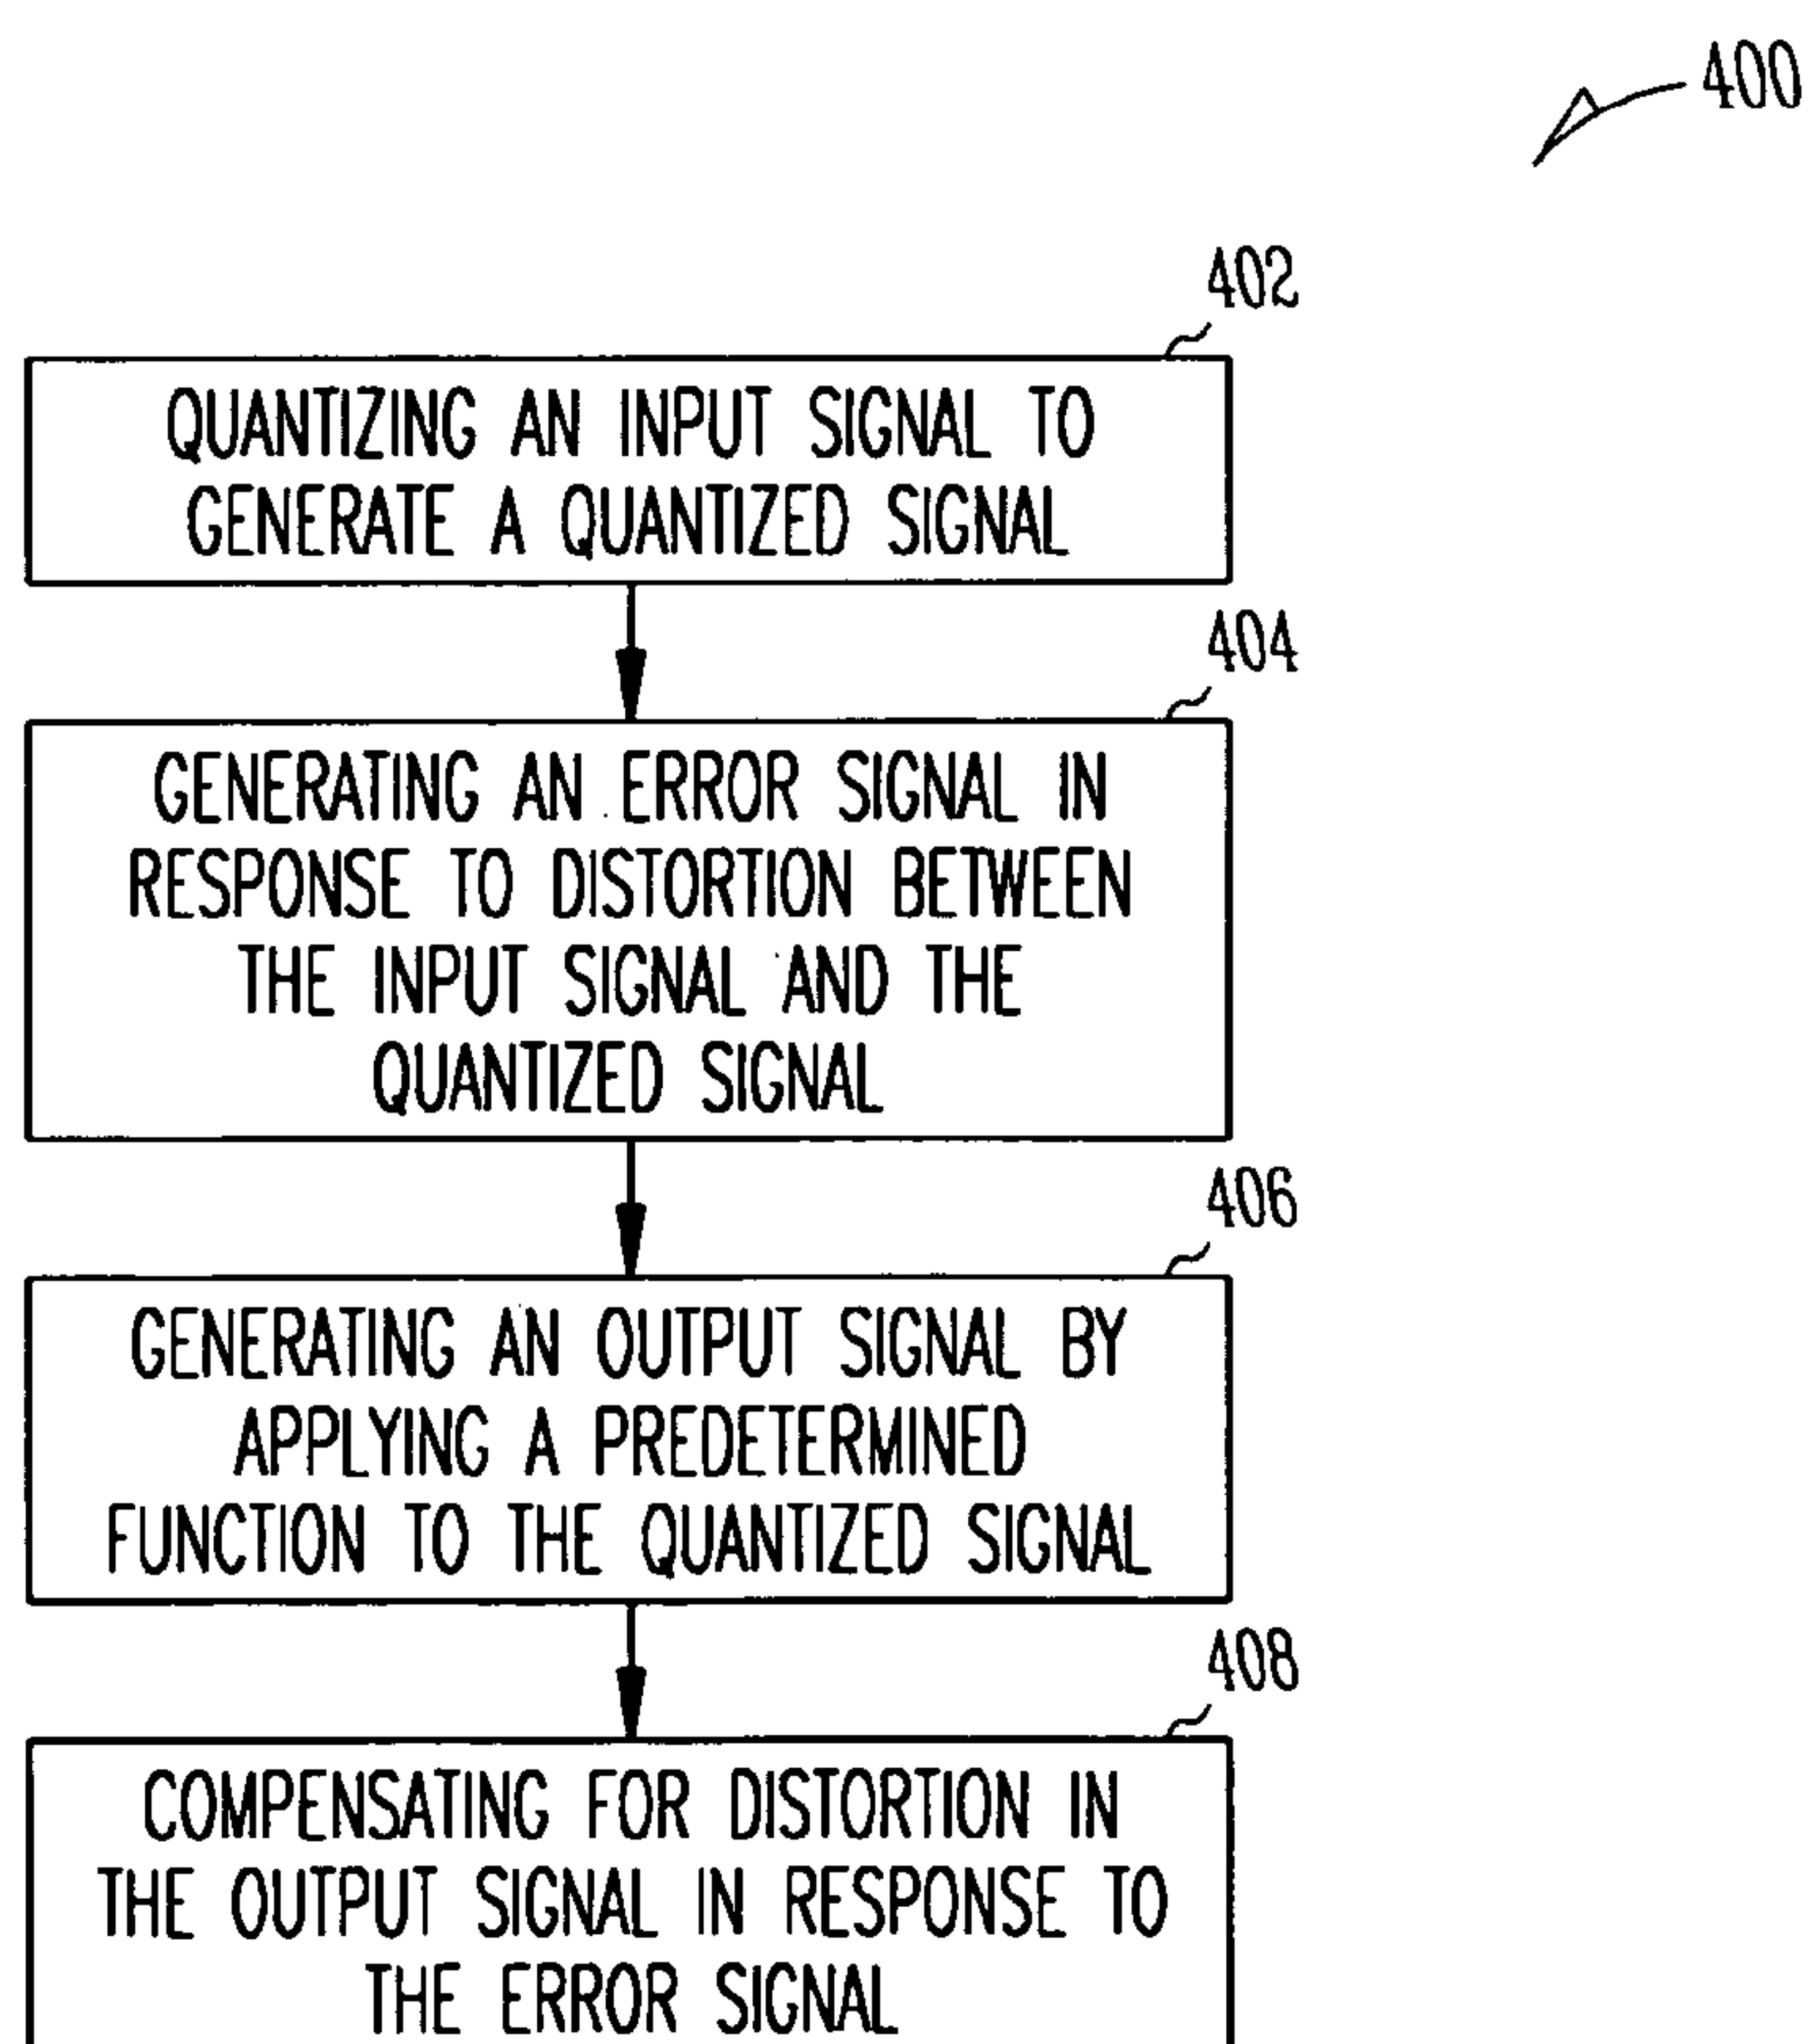 400
402
QUANTIZING AN INPUT SIGNAL TO
GENERATE A QUANTIZED SIGNAL
404
GENERATING AN ERROR SIGNAL IN
RESPONSE TO DISTORTION BETWEEN
THE INPUT SIGNAL AND THE
QUANTIZED SIGNAL
406
GENERATING AN OUTPUT SIGNAL BY
APPLYING A PREDETERMINED
FUNCTION TO THE QUANTIZED SIGNAL
408
COMPENSATING FOR DISTORTION IN
THE OUTPUT SIGNAL IN RESPONSE TO
THE ERROR SIGNAL